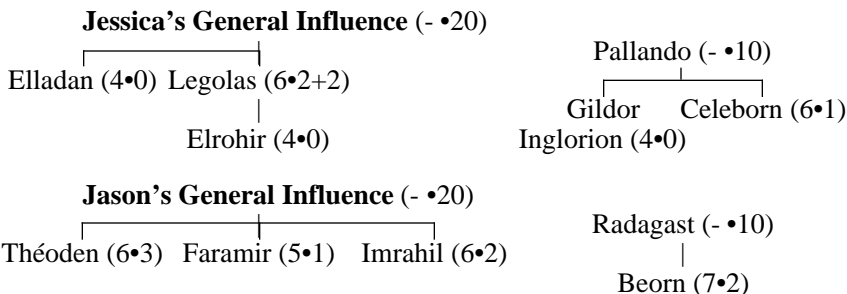 Jessica's General Influence (- •20)
Pallando (- •10)
Elladan (4•0) Legolas (6•2+2)
Gildor Celeborn (6•1)
Elrohir (4•0)
Inglorion (4•0)
Jason's General Influence (- •20)
Radagast (- •10)
Théoden (6•3) Faramir (5•1) Imrahil (6•2)
Beorn (7•2)